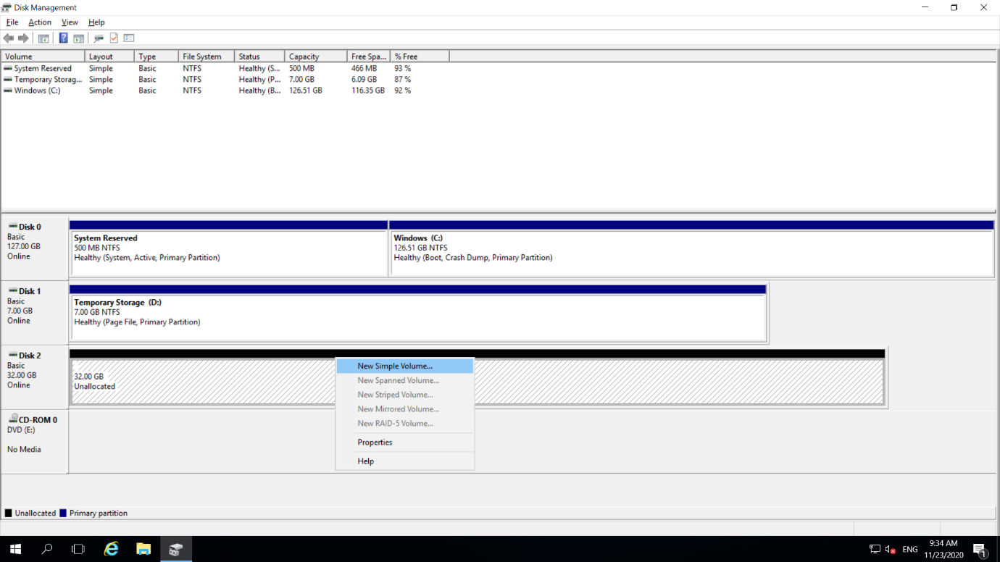 Disk Management
File Action View Help
Volume Layout Type File System Status Capacity Free Spa... % Free
System Reserved Simple Basic NTFS Healthy (S... 500 MB 466 MB 93 %
Temporary Storag... Simple Basic NTFS Healthy (P... 7.00 GB 6.09 GB 87 %
Windows (C:) Simple Basic NTFS Healthy (B... 126.51 GB 116.35 GB 92 %
Disk 0
Basic
127.00 GB
Online
System Reserved
500 MB NTFS
Healthy (System, Active, Primary Partition)
Windows (C:)
126.51 GB NTFS
Healthy (Boot, Crash Dump, Primary Partition)
Disk 1
Basic
7.00 GB
Online
Temporary Storage (D:)
7.00 GB NTFS
Healthy (Page File, Primary Partition)
Disk 2
Basic
32.00 GB
Online
32.00 GB
Unallocated
New Simple Volume...
New Spanned Volume...
New Striped Volume...
New Mirrored Volume...
New RAID-5 Volume...
Properties
Help
CD-ROM 0
DVD (E:)
No Media
Unallocated Primary partition
ENG
9:34 AM
11/23/2020
1